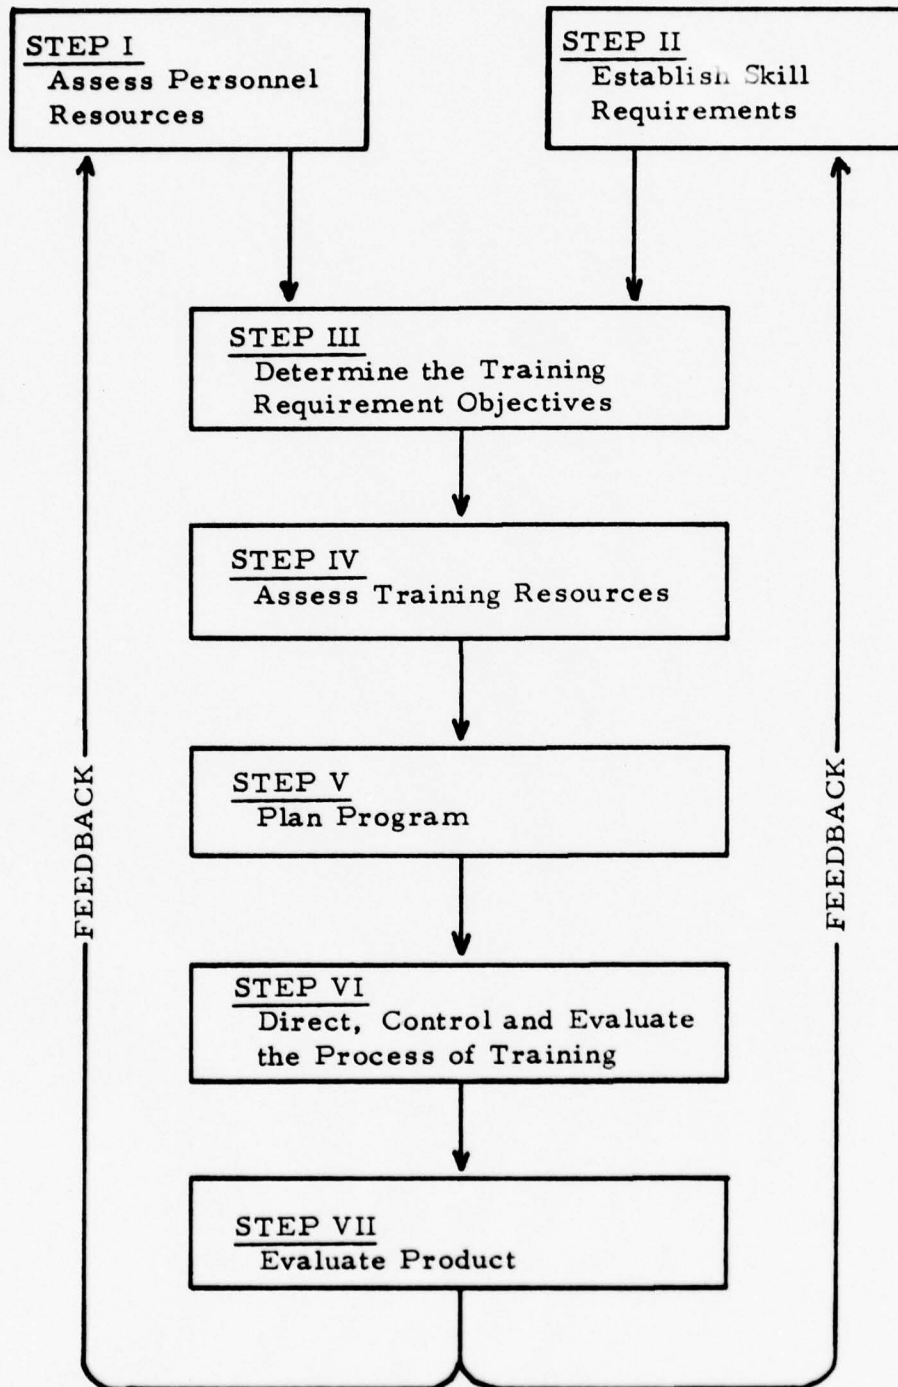 STEP I
Assess Personnel
Resources
STEP II
Establish Skill
Requirements
STEP III
Determine the Training
Requirement Objectives
STEP IV
Assess Training Resources
STEP V
Plan Program
STEP VI
Direct, Control and Evaluate
the Process of Training
STEP VII
Evaluate Product
FEEDBACK
FEEDBACK